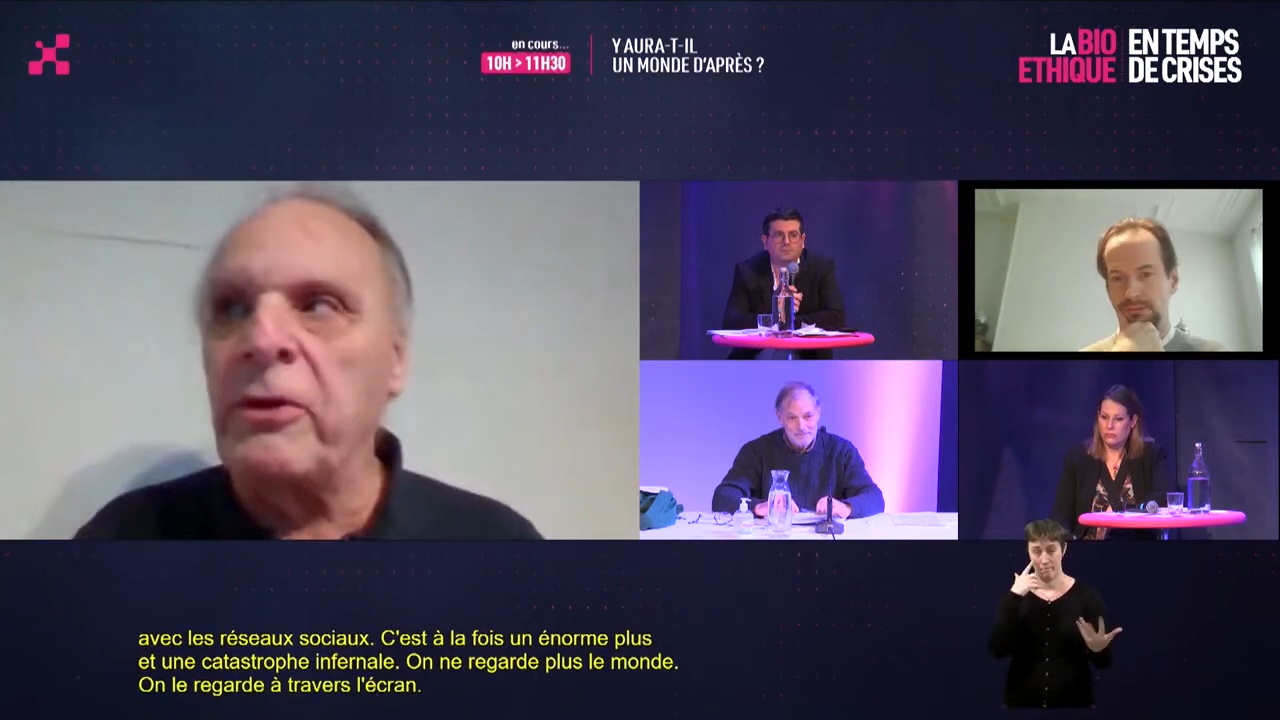 en cours...
10H > 11H30
Y AURA-T-IL
UN MONDE D'APRÈS ?
LA BIO
ETHIQUE
EN TEMPS
DE CRISES
avec les réseaux sociaux. C'est à la fois un énorme plus
et une catastrophe infernale. On ne regarde plus le monde.
On le regarde à travers l'écran.